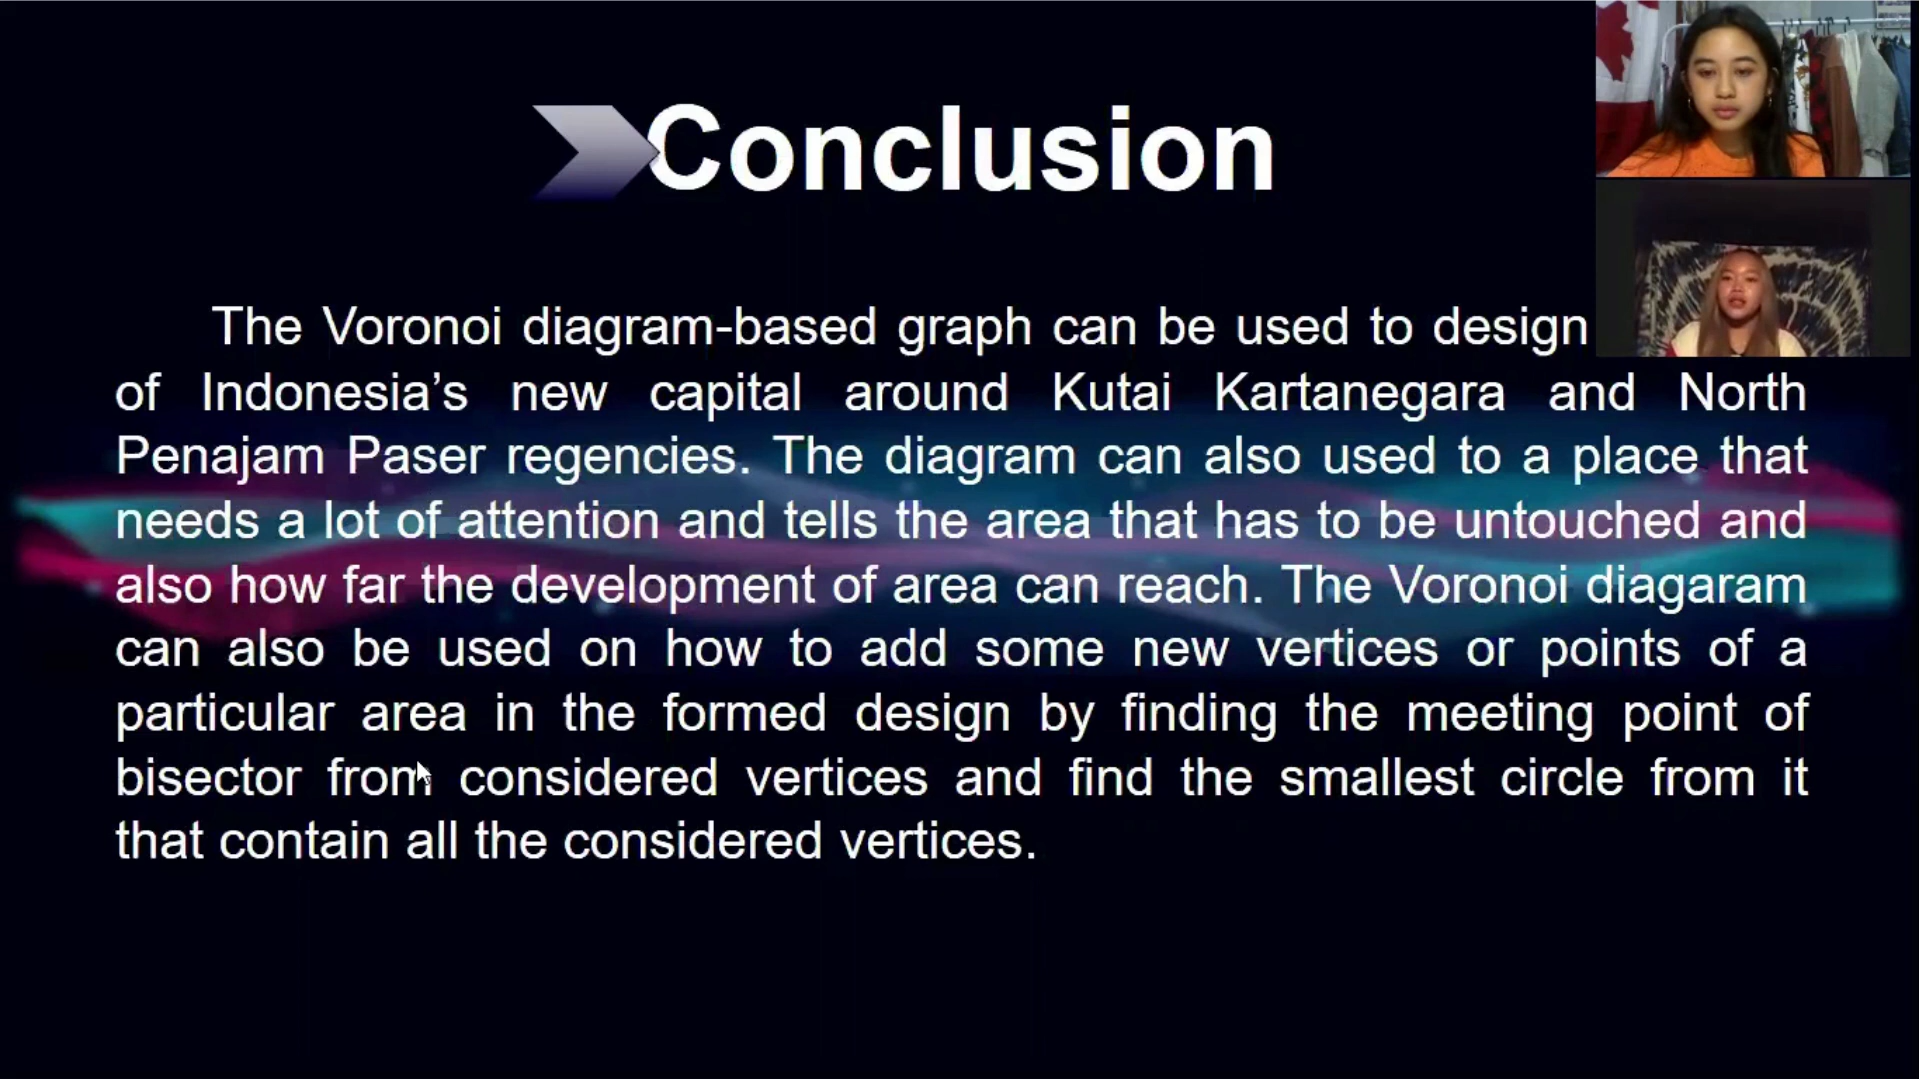 Conclusion
The Voronoi diagram-based graph can be used to design
of Indonesia’s new capital around Kutai Kartanegara and North
Penajam Paser regencies. The diagram can also used to a place that
needs a lot of attention and tells the area that has to be untouched and
also how far the development of area can reach. The Voronoi diagaram
can also be used on how to add some new vertices or points of a
particular area in the formed design by finding the meeting point of
bisector from considered vertices and find the smallest circle from it
that contain all the considered vertices.